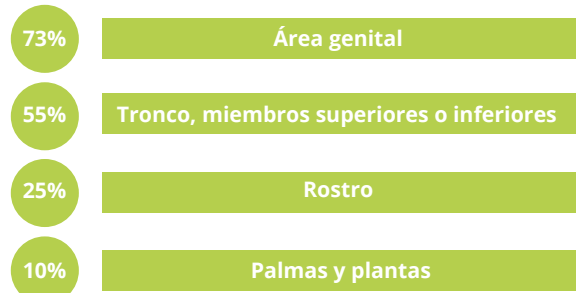 73% Área genital
55% Tronco, miembros superiores o inferiores
25% Rostro
10% Palmas y plantas